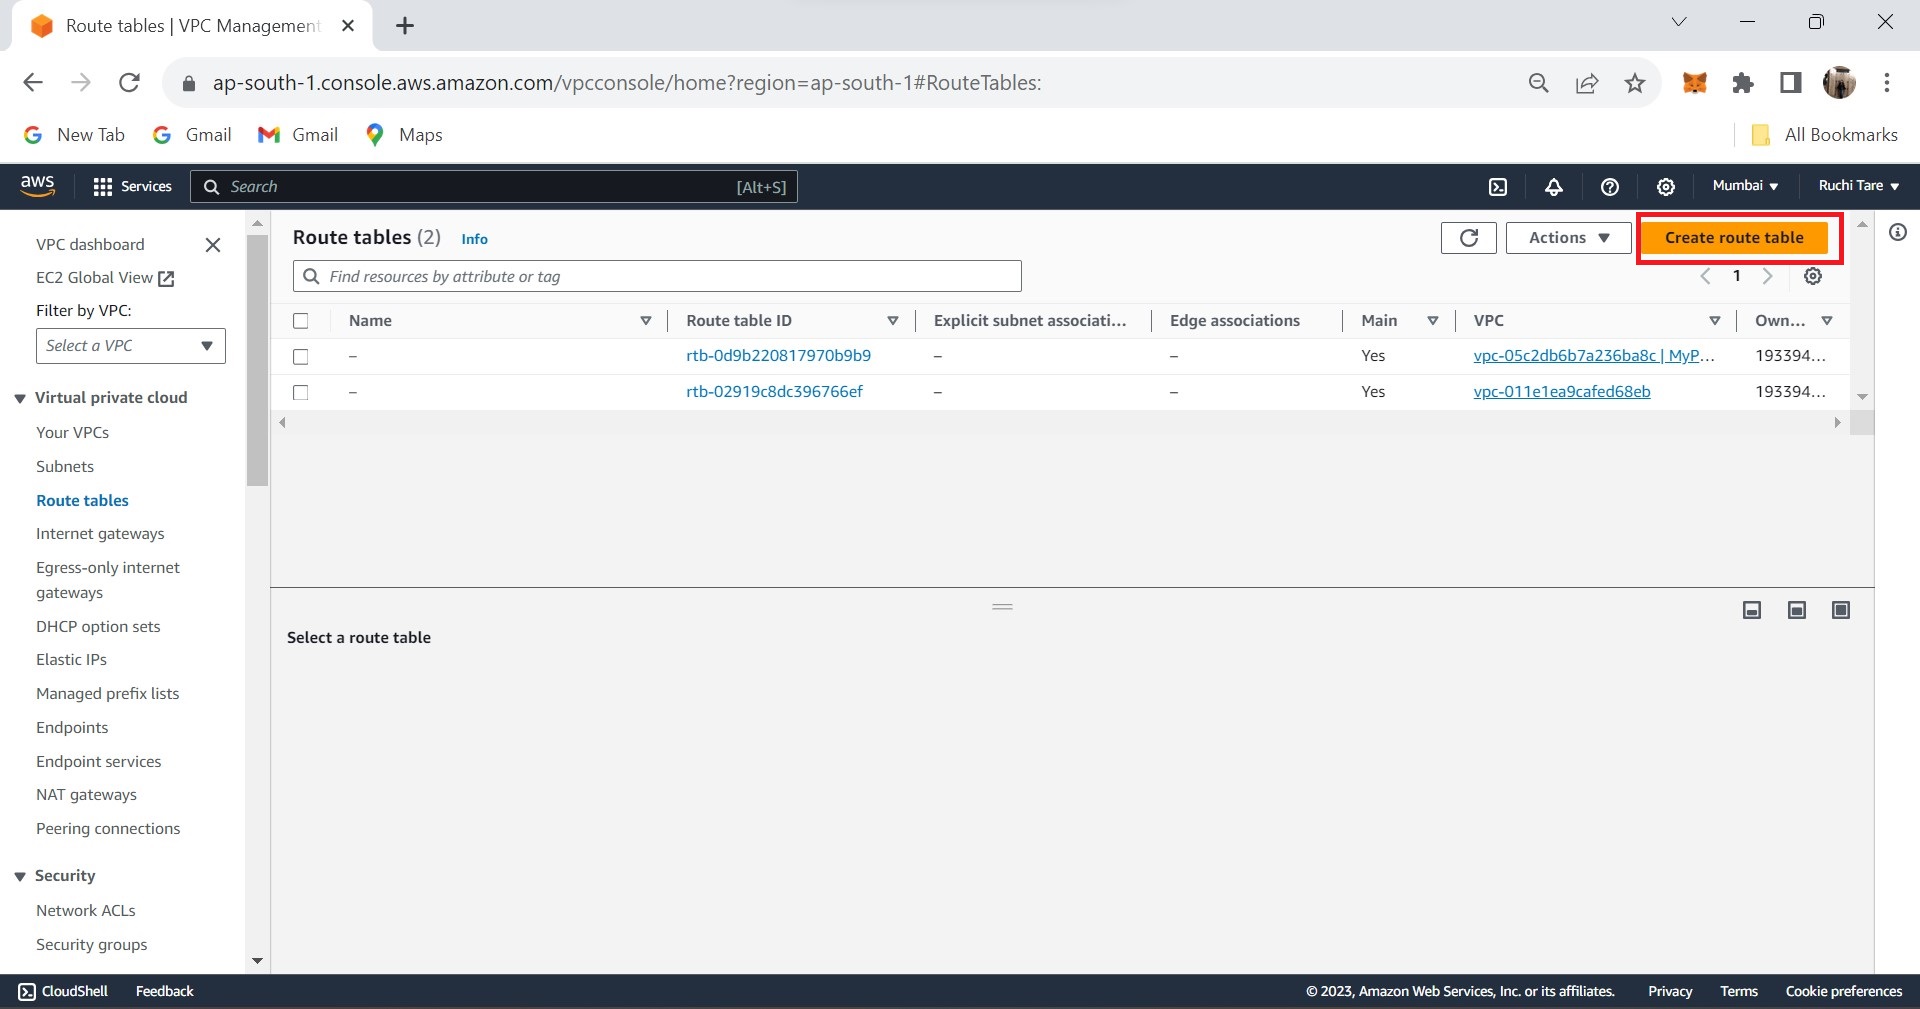 Route tables | VPC Management
ap-south-1.console.aws.amazon.com/vpcconsole/home?region=ap-south-1#RouteTables:
New Tab Gmail Gmail Maps All Bookmarks
aws Services Search [Alt+S] Mumbai Ruchi Tare
VPC dashboard
EC2 Global View
Filter by VPC:
Select a VPC
Virtual private cloud
Your VPCs
Subnets
Route tables
Internet gateways
Egress-only internet
gateways
DHCP option sets
Elastic IPs
Managed prefix lists
Endpoints
Endpoint services
NAT gateways
Peering connections
Security
Network ACLs
Security groups
Route tables (2) Info Actions Create route table
Find resources by attribute or tag 1
Name Route table ID Explicit subnet associati... Edge associations Main VPC Own...
– rtb-0d9b220817970b9b9 – – Yes vpc-05c2db6b7a236ba8c | MyP... 193394...
– rtb-02919c8dc396766ef – – Yes vpc-011e1ea9cafed68eb 193394...
Select a route table
CloudShell Feedback © 2023, Amazon Web Services, Inc. or its affiliates. Privacy Terms Cookie preferences